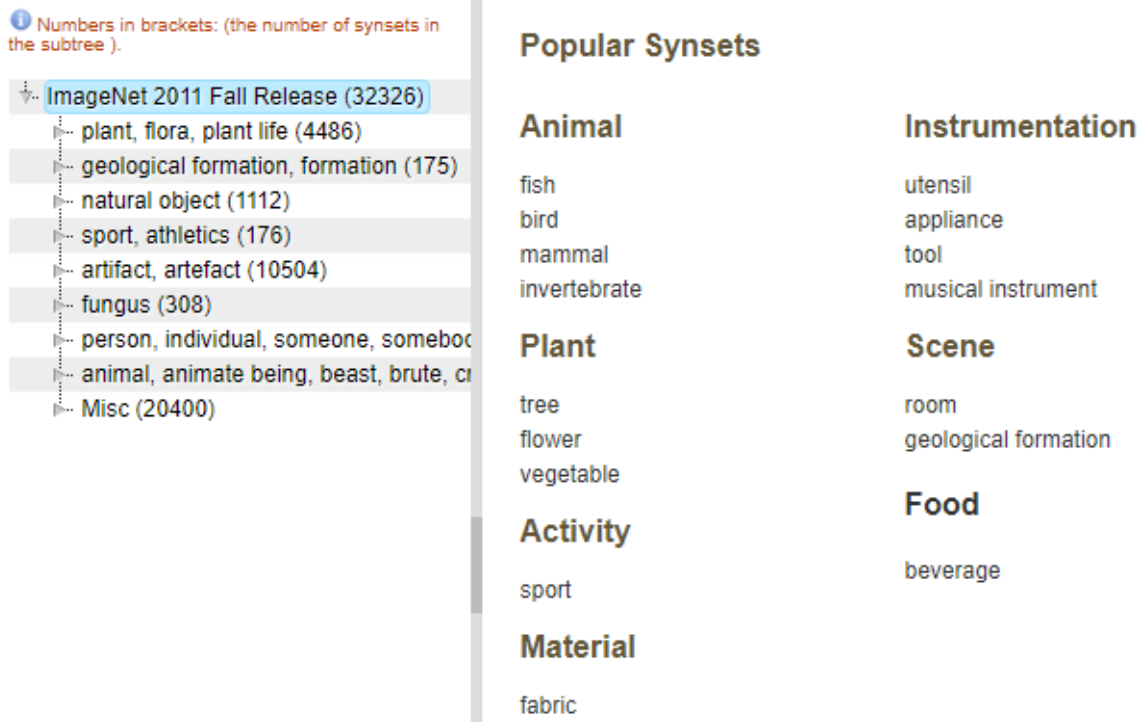 Numbers in brackets: (the number of synsets in
the subtree ).
ImageNet 2011 Fall Release (32326)
plant, flora, plant life (4486)
geological formation, formation (175)
natural object (1112)
sport, athletics (176)
artifact, artefact (10504)
fungus (308)
person, individual, someone, somebod
animal, animate being, beast, brute, cr
Misc (20400)
Popular Synsets
Animal
fish
bird
mammal
invertebrate
Plant
tree
flower
vegetable
Activity
sport
Material
fabric
Instrumentation
utensil
appliance
tool
musical instrument
Scene
room
geological formation
Food
beverage